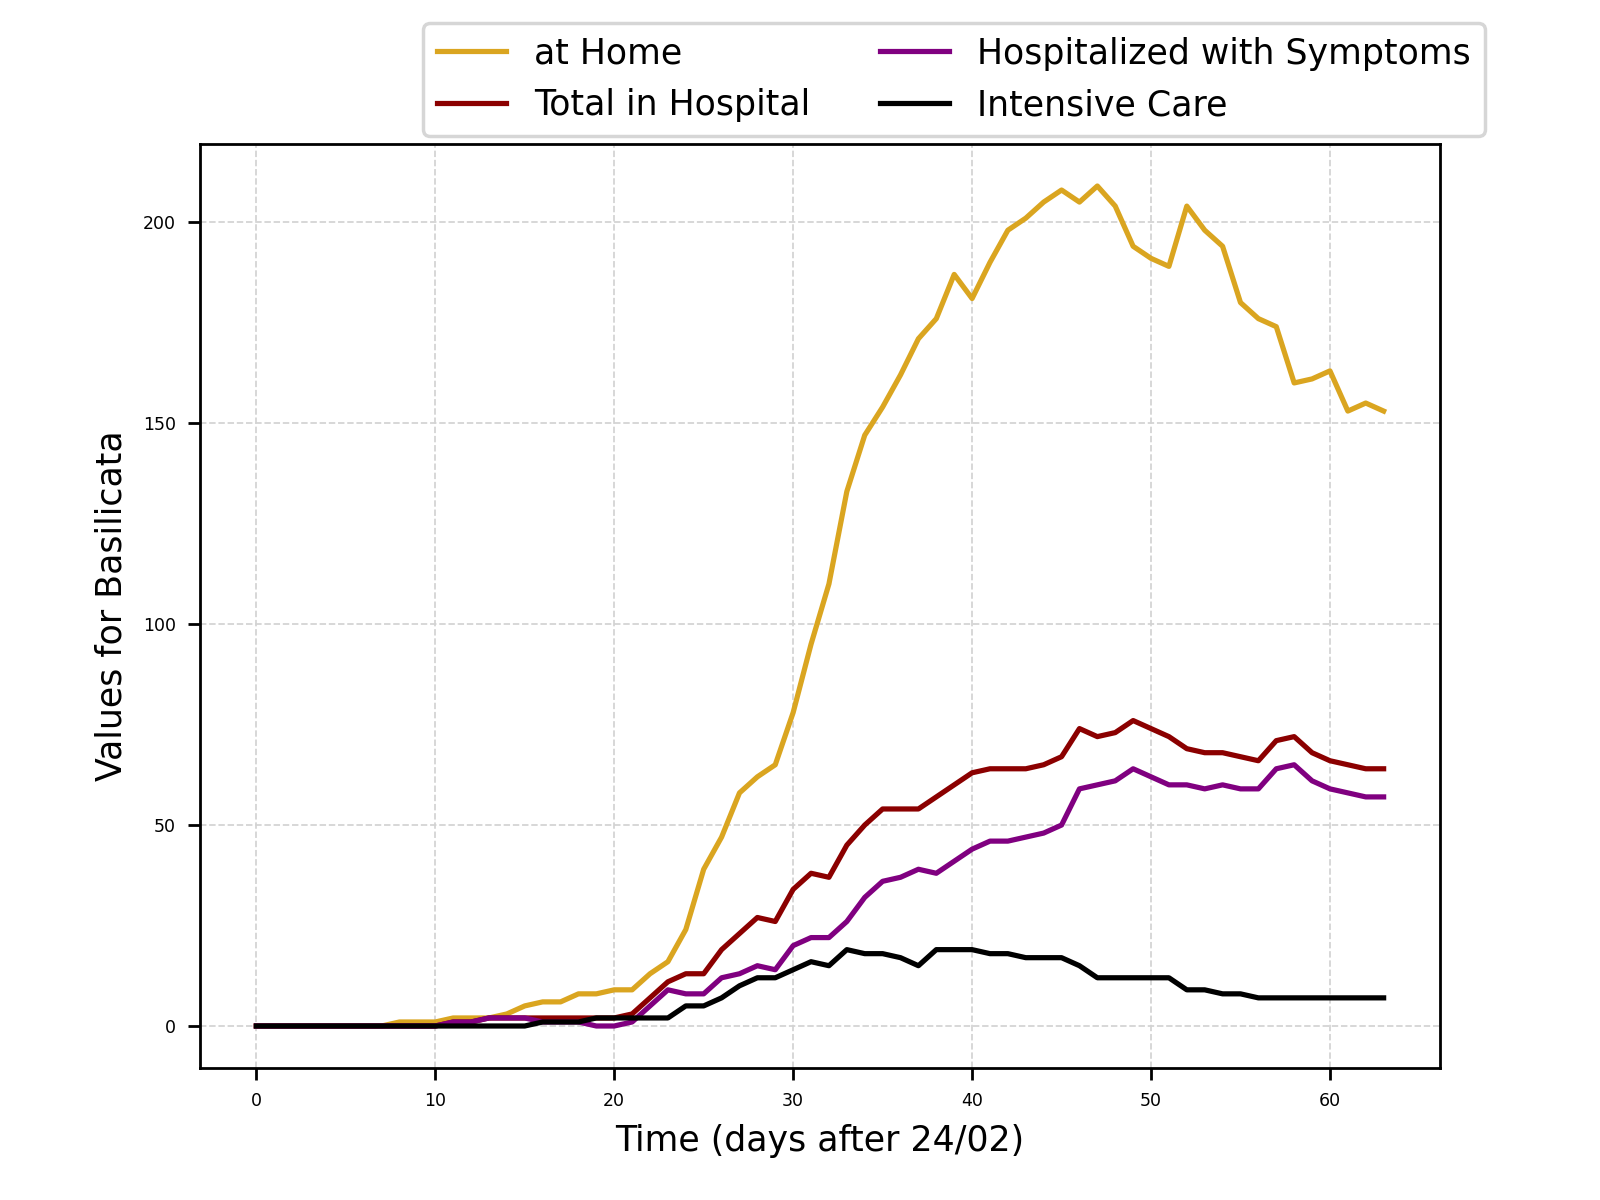 at Home
Total in Hospital
Hospitalized with Symptoms
Intensive Care
Values for Basilicata
200
150
100
50
0
0 10 20 30 40 50 60
Time (days after 24/02)